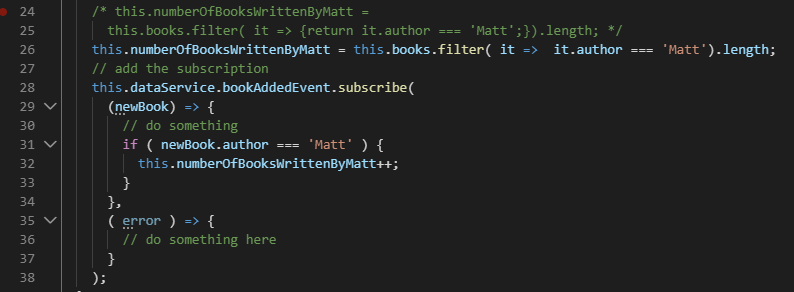 24 /* this.numberOfBooksWrittenByMatt =
25 this.books.filter( it => {return it.author === 'Matt';}).length; */
26 this.numberOfBooksWrittenByMatt = this.books.filter( it =>  it.author === 'Matt').length;
27 // add the subscription
28 this.dataService.bookAddedEvent.subscribe(
29 (newBook) => {
30 // do something
31 if ( newBook.author === 'Matt' ) {
32 this.numberOfBooksWrittenByMatt++;
33 }
34 },
35 ( error ) => {
36 // do something here
37 }
38 );